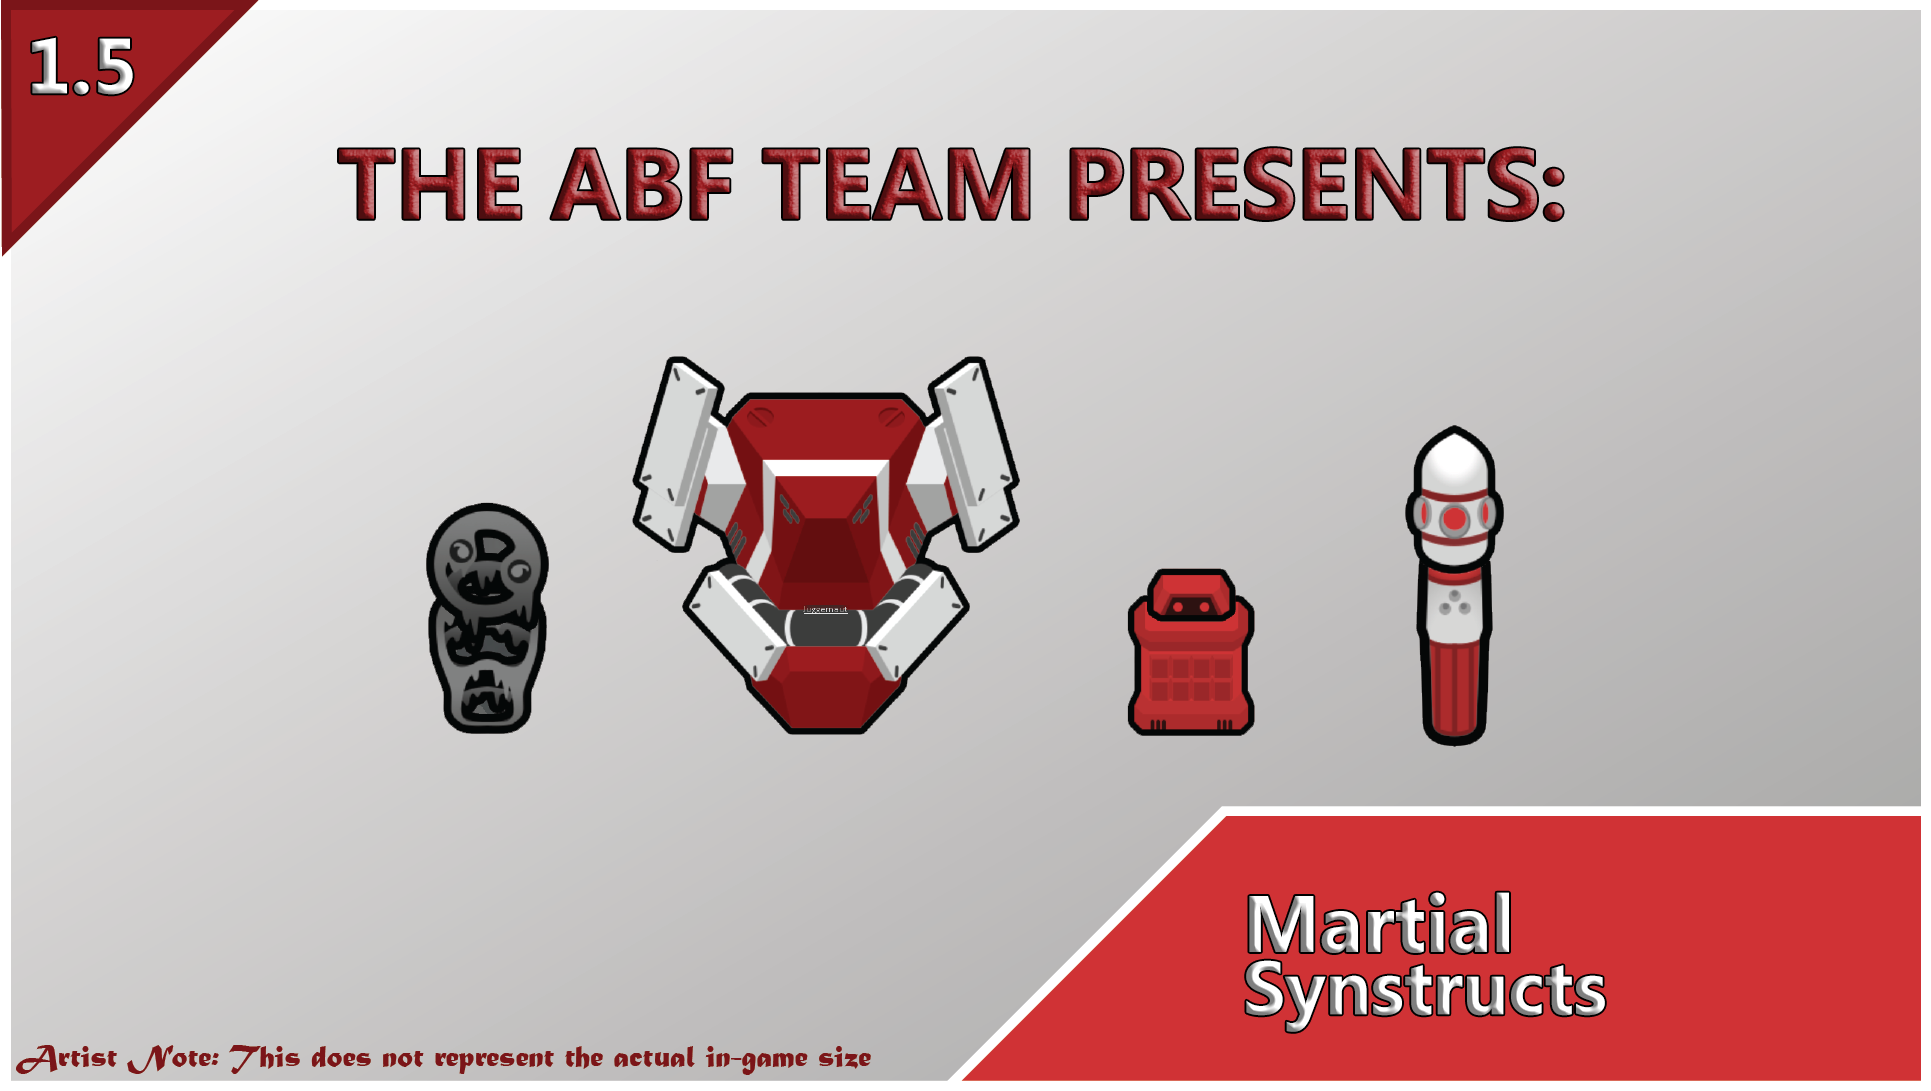 1.5
THE ABF TEAM PRESENTS:
Juggernaut
Martial
Synstructs
Artist Note: This does not represent the actual in-game size